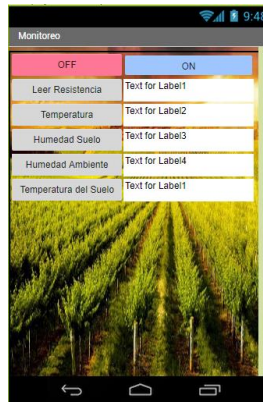 9:48
Monitoreo
OFF ON
Leer Resistencia Text for Label1
Temperatura Text for Label2
Humedad Suelo Text for Label3
Humedad Ambiente Text for Label4
Temperatura del Suelo Text for Label1